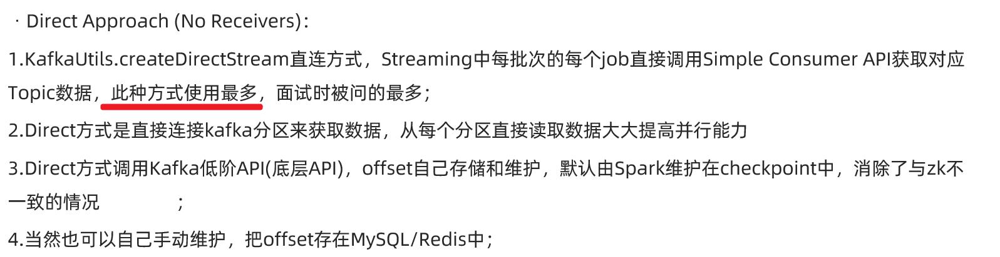 · Direct Approach (No Receivers)：
1.KafkaUtils.createDirectStream直连方式，Streaming中每批次的每个job直接调用Simple Consumer API获取对应
Topic数据，此种方式使用最多，面试时被问的最多；
2.Direct方式是直接连接kafka分区来获取数据，从每个分区直接读取数据大大提高并行能力
3.Direct方式调用Kafka低阶API(底层API)，offset自己存储和维护，默认由Spark维护在checkpoint中，消除了与zk不
一致的情况 ；
4.当然也可以自己手动维护，把offset存在MySQL/Redis中；